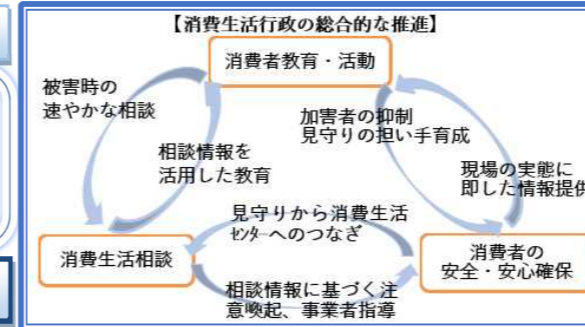 【消費生活行政の総合的な推進】
消費者教育・活動
被害時の
速やかな相談
加害者の抑制
見守りの担い手育成
相談情報を
活用した教育
現場の実態に
即した情報提供
見守りから消費生活
センターへのつなぎ
消費生活相談
消費者の
安全・安心確保
相談情報に基づく注
意喚起、事業者指導